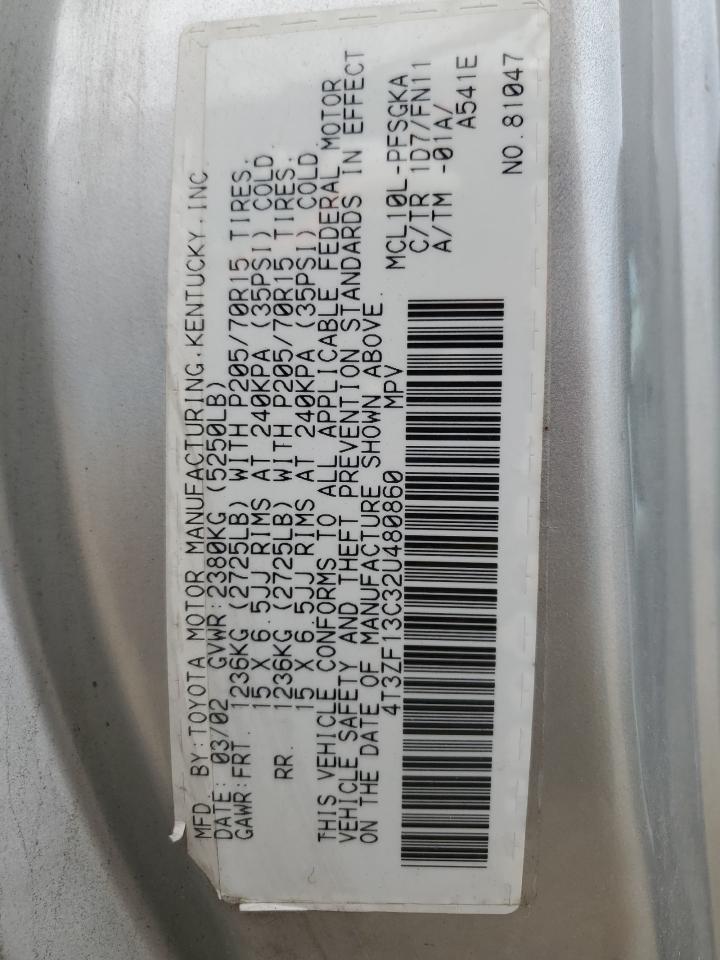 MFD. BY: TOYOTA MOTOR MANUFACTURING, KENTUCKY, INC.
DATE: 03/02 GVWR: 2380KG (5250LB)
GAWR: FRT. 1236KG (2725LB) WITH P205/70R15 TIRES,
15 X 6.5JJ RIMS AT 240KPA (35PSI) COLD
RR. 1236KG (2725LB) WITH P205/70R15 TIRES,
15 X 6.5JJ RIMS AT 240KPA (35PSI) COLD
THIS VEHICLE CONFORMS TO ALL APPLICABLE FEDERAL MOTOR
VEHICLE SAFETY AND THEFT PREVENTION STANDARDS IN EFFECT
ON THE DATE OF MANUFACTURE SHOWN ABOVE.
4T3ZF13C32U480860 MPV
MCL10L-PFSGKA
C/TR 1D7/FN11
A/TM -01A/
A541E
NO. 81047